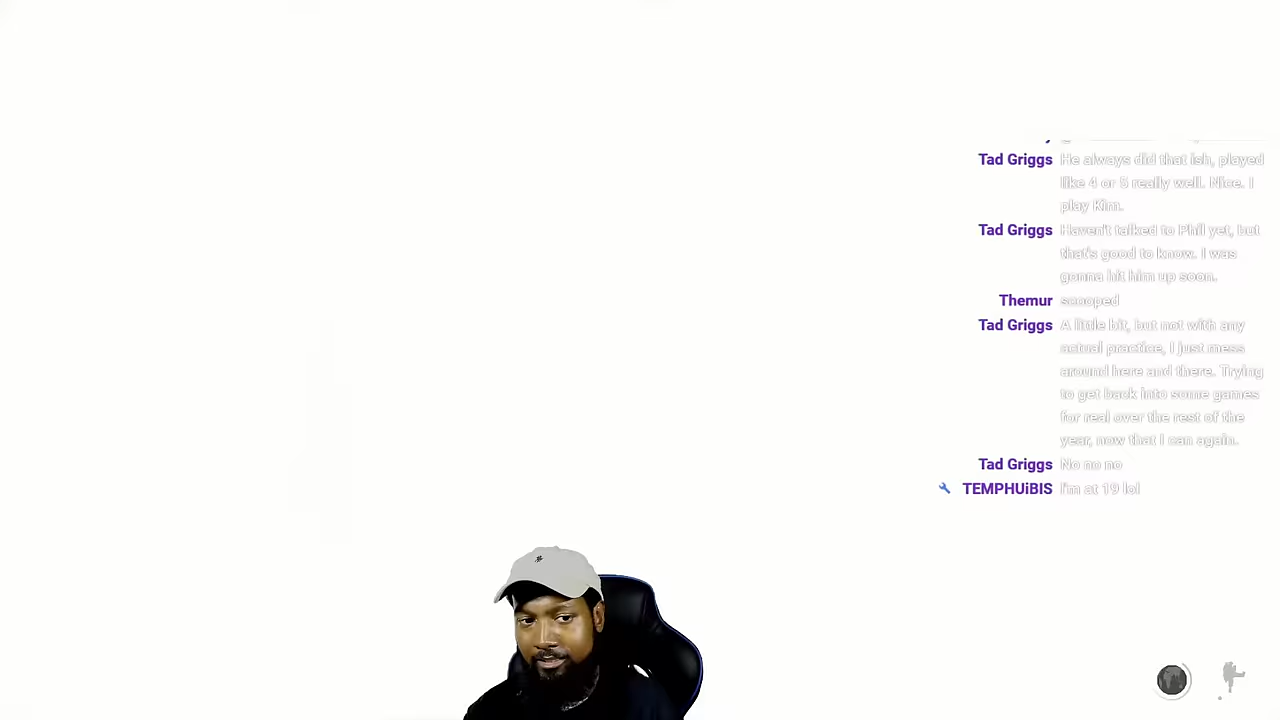 Tad Griggs He always did that ish, played
like 4 or 5 really well. Nice. I
play Kim.
Tad Griggs Haven't talked to Phil yet, but
that's good to know. I was
gunna hit him up soon.
Themur scooped
Tad Griggs A little bit, but not with any
actual practice, I just mess
around here and there. Trying
to get back into some games
for real over the rest of the
year, now that I can again.
Tad Griggs No no no
TEMPHUiBIS I'm at 19 lol